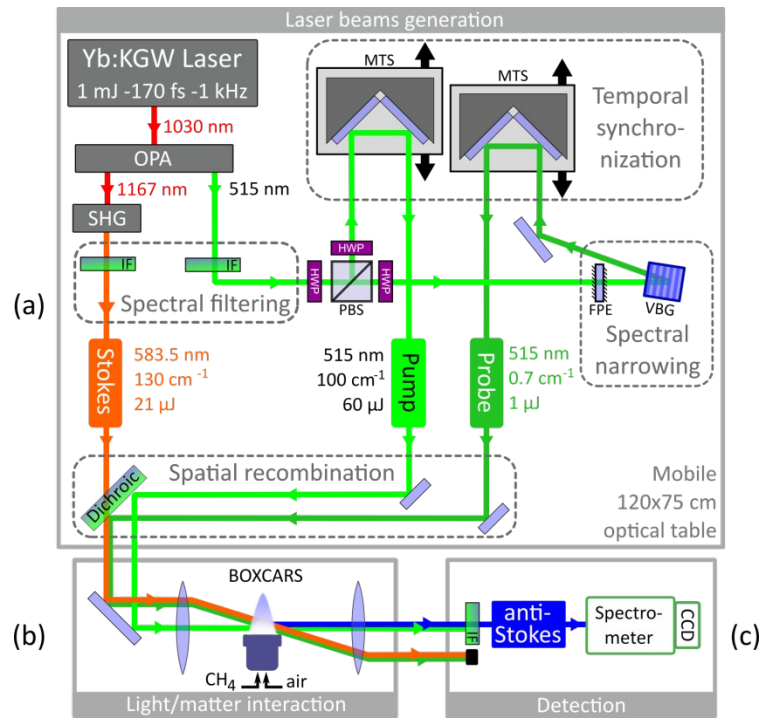 Laser beams generation
Yb:KGW Laser
1 mJ -170 fs -1 kHz
1030 nm
OPA
1167 nm
515 nm
SHG
MTS
MTS
Temporal
synchro-
nization
IF
IF
Spectral filtering
HWP
HWP
HWP
PBS
FPE
VBG
Spectral
narrowing
(a)
Stokes
583.5 nm
130 cm⁻¹
21 µJ
515 nm
100 cm⁻¹
60 µJ
Pump
Probe
515 nm
0.7 cm⁻¹
1 µJ
Spatial recombination
Dichroic
Mobile
120x75 cm
optical table
(b)
BOXCARS
CH₄
air
Light/matter interaction
IF
anti-
Stokes
Spectro-
meter
CCD
Detection
(c)